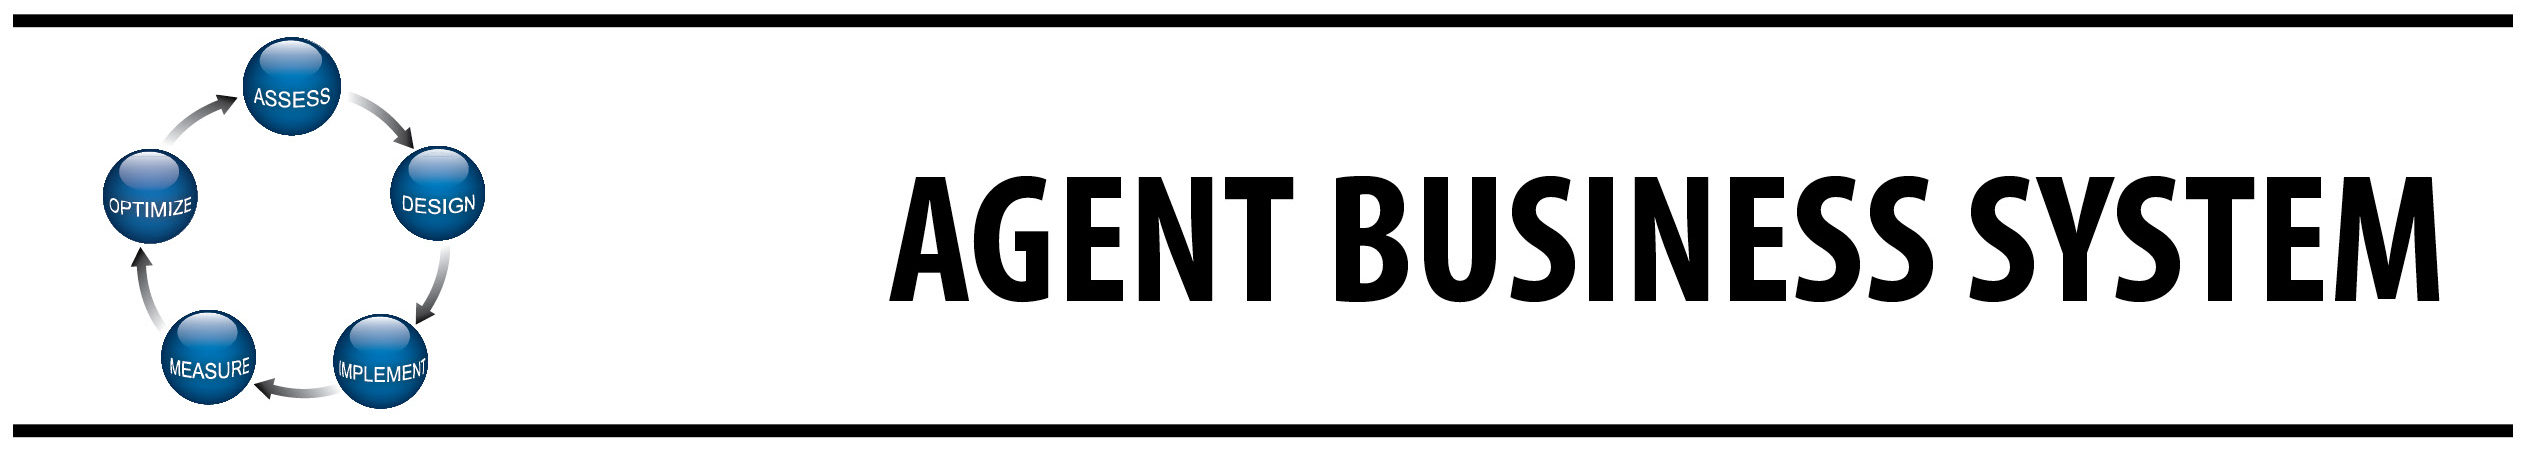 ASSESS
DESIGN
IMPLEMENT
MEASURE
OPTIMIZE
AGENT BUSINESS SYSTEM